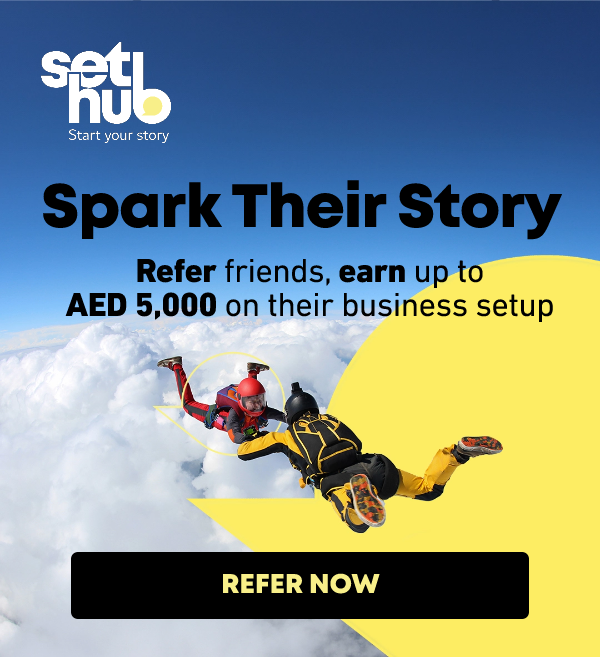 set
hub
Start your story
Spark Their Story
Refer friends, earn up to
AED 5,000 on their business setup
REFER NOW